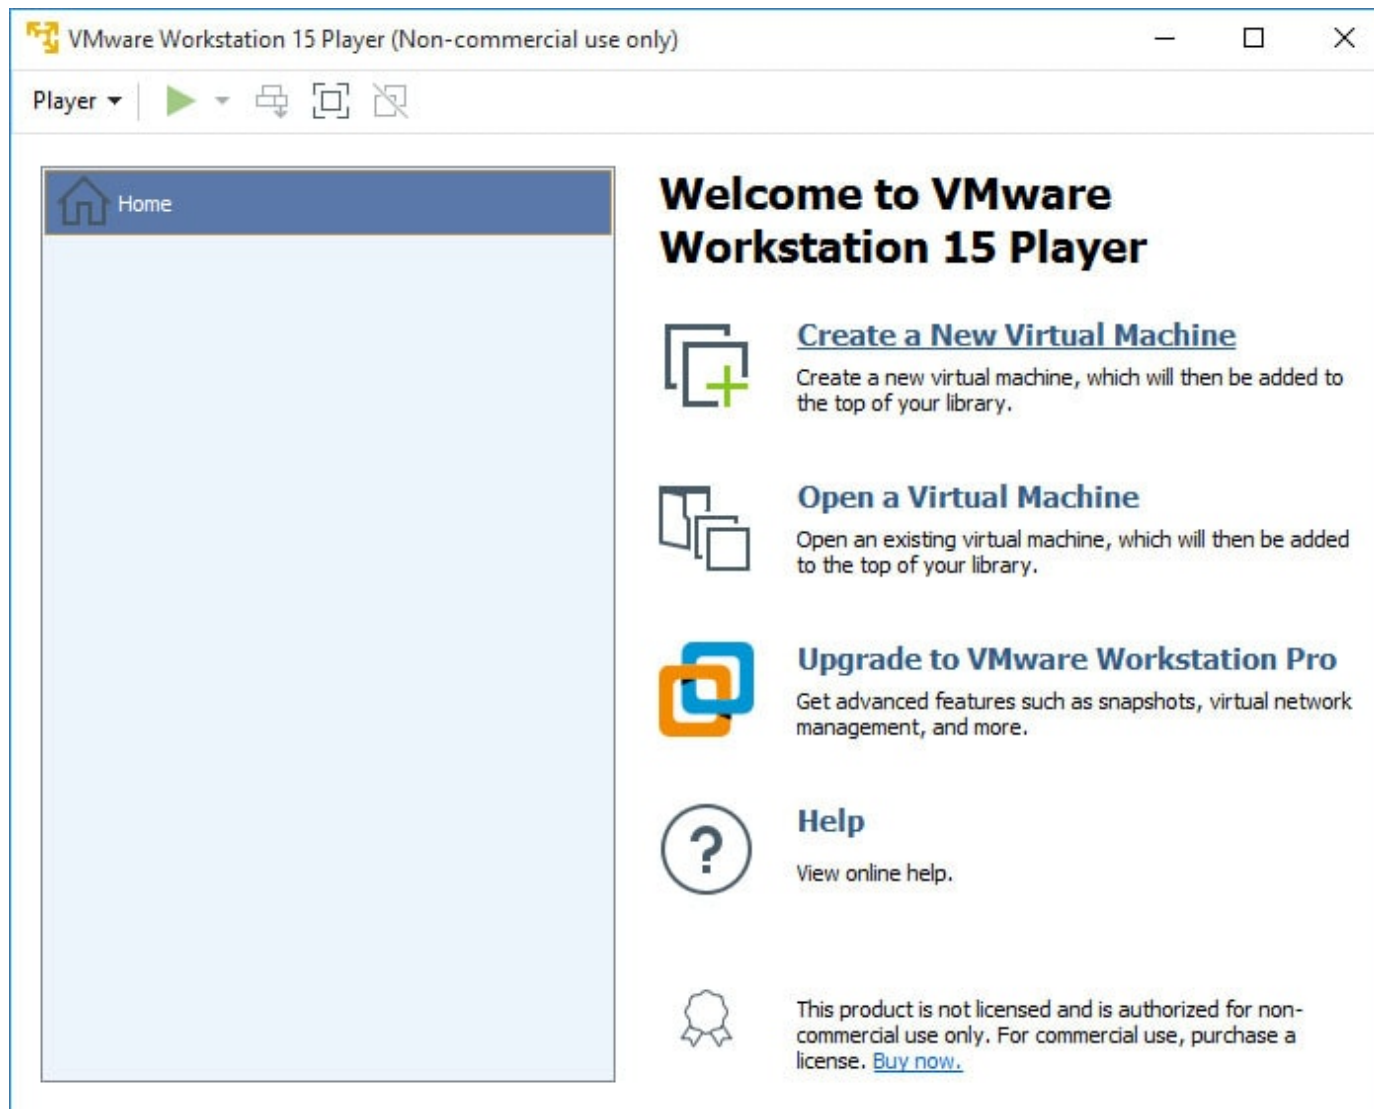 VMware Workstation 15 Player (Non-commercial use only)
Player
Home
Welcome to VMware
Workstation 15 Player
Create a New Virtual Machine
Create a new virtual machine, which will then be added to
the top of your library.
Open a Virtual Machine
Open an existing virtual machine, which will then be added
to the top of your library.
Upgrade to VMware Workstation Pro
Get advanced features such as snapshots, virtual network
management, and more.
?
Help
View online help.
This product is not licensed and is authorized for non-
commercial use only. For commercial use, purchase a
license. Buy now.